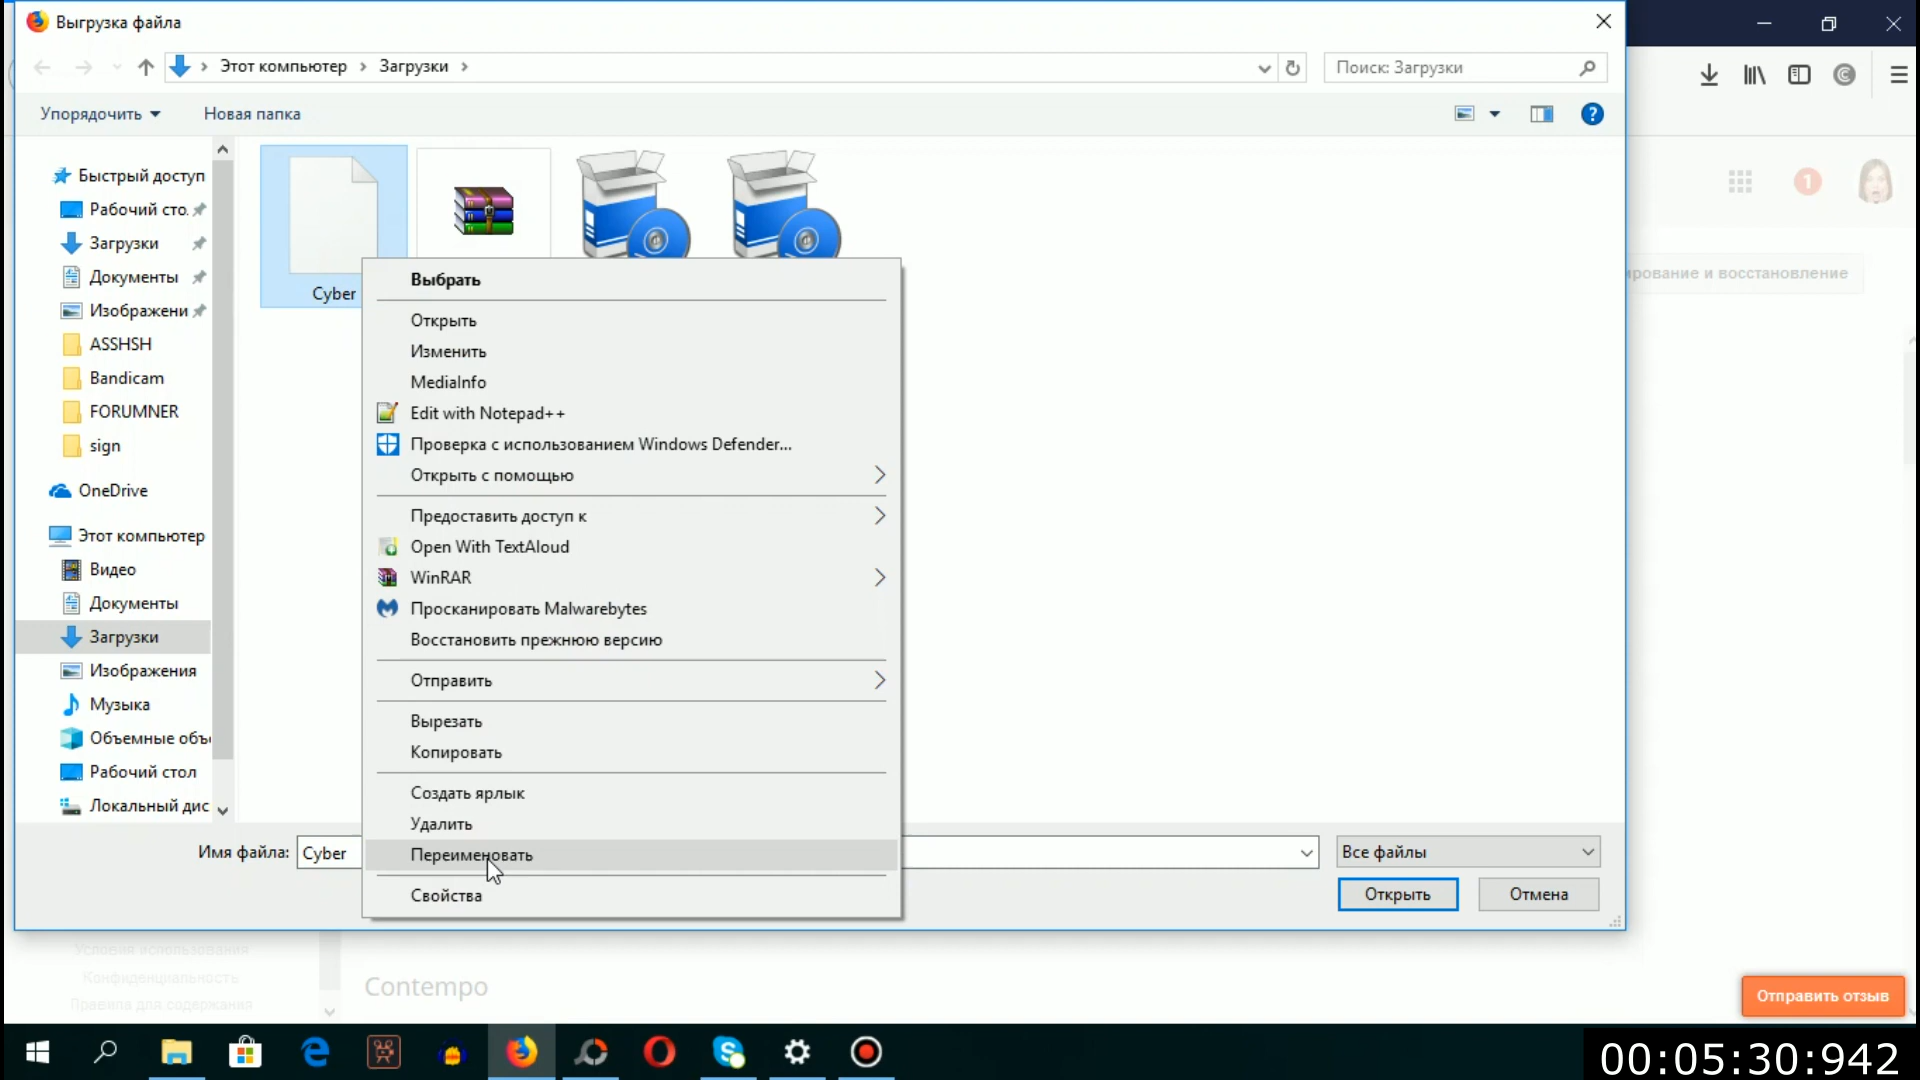 Выгрузка файла
Этот компьютер
Загрузки
Поиск: Загрузки
Упорядочить
Новая папка
?
Быстрый доступ
Рабочий сто.
Загрузки
Документы
Изображени
ASSHSH
Bandicam
FORUMNER
sign
OneDrive
Этот компьютер
Видео
Документы
Загрузки
Изображения
Музыка
Объемные объ
Рабочий стол
Локальный дис
Cyber
Выбрать
Открыть
Изменить
MediaInfo
Edit with Notepad++
Проверка с использованием Windows Defender...
Открыть с помощью
Предоставить доступ к
Open With TextAloud
WinRAR
Просканировать Malwarebytes
Восстановить прежнюю версию
Отправить
Вырезать
Копировать
Создать ярлык
Удалить
Переименовать
Свойства
Имя файла:
Cyber
Все файлы
Открыть
Отмена
1
ирование и восстановление
Условия использования
Конфиденциальность
Правила для содержания
Contempo
Отправить отзыв
00:05:30:942